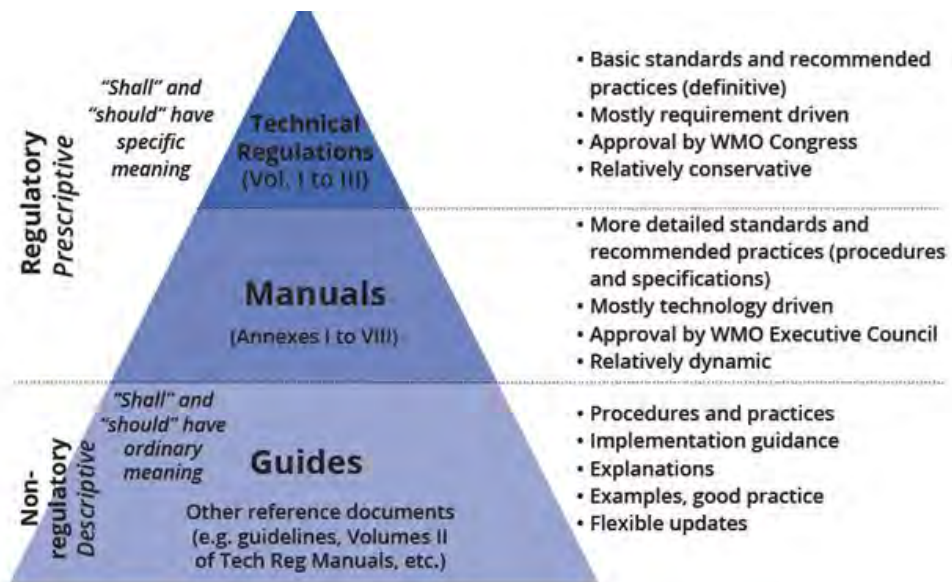 Regulatory
Prescriptive
“Shall” and
“should” have
specific
meaning
Technical
Regulations
(Vol. I to III)
• Basic standards and recommended
practices (definitive)
• Mostly requirement driven
• Approval by WMO Congress
• Relatively conservative
Manuals
(Annexes I to VIII)
• More detailed standards and
recommended practices (procedures
and specifications)
• Mostly technology driven
• Approval by WMO Executive Council
• Relatively dynamic
Non-
regulatory
Descriptive
“Shall” and
“should” have
ordinary
meaning
Guides
Other reference documents
(e.g. guidelines, Volumes II
of Tech Reg Manuals, etc.)
• Procedures and practices
• Implementation guidance
• Explanations
• Examples, good practice
• Flexible updates